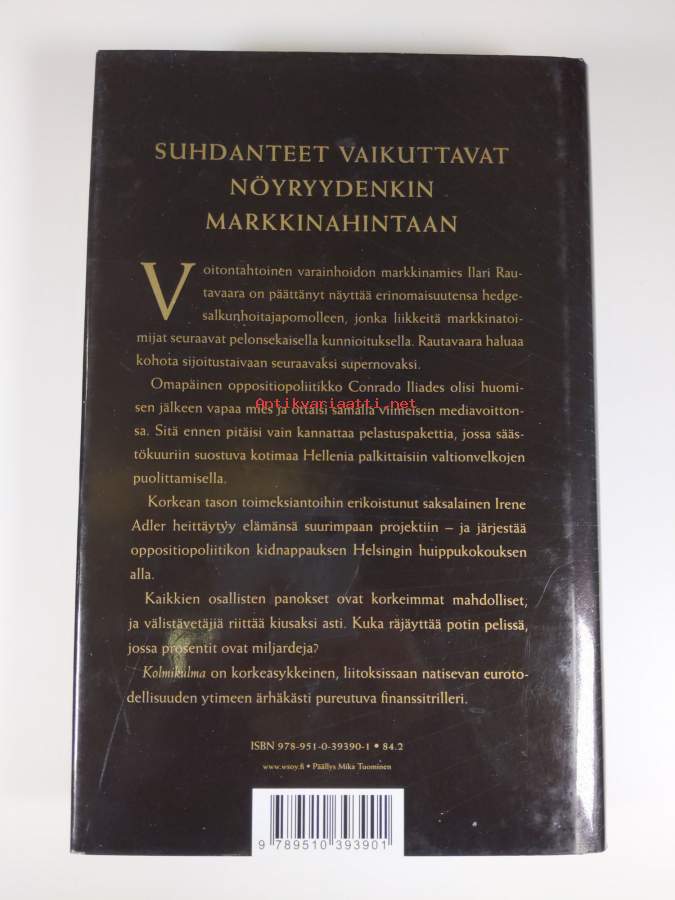 SUHDANTEET VAIKUTTAVAT
NÖYRYYDENKIN
MARKKINAHINTAAN
Voitontahtoinen varainhoidon markkinamies Ilari Rau-
tavaara on päättänyt näyttää erinomaisuutensa hedge-
salkunhoitajapomolleen, jonka liikkeitä markkinatoi-
mijat seuraavat pelonsekaisella kunnioituksella. Rautavaara haluaa
kohota sijoitustaivaan seuraavaksi supernovaksi.
Omapäinen oppositiopoliitikko Conrado Iliades olisi huomi-
sen jälkeen vapaa mies ja ottaisi samalla viimeisen mediavoitton-
Antikvariaatti.net
sa. Sitä ennen pitäisi vain kannattaa pelastuspakettia, jossa sääs-
tökuuriin suostuva kotimaa Hellenia palkittaisiin valtionvelkojen
puolittamisella.
Korkean tason toimeksiantoihin erikoistunut saksalainen Irene
Adler heittäytyy elämänsä suurimpaan projektiin – ja järjestää
oppositiopoliitikon kidnappauksen Helsingin huippukokouksen
alla.
Kaikkien osallisten panokset ovat korkeimmat mahdolliset,
ja välistävetäjiä riittää kiusaksi asti. Kuka räjäyttää potin pelissä,
jossa prosentit ovat miljardeja?
Kolmikulma on korkeasykkeinen, liitoksissaan natisevan euroto-
dellisuuden ytimeen ärhäkästi pureutuva finanssitrilleri.
ISBN 978-951-0-39390-1 • 84.2
www.wsoy.fi • Päällys Mika Tuominen
9 789510 393901